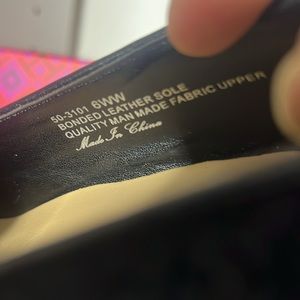 50-3101 6WW
BONDED LEATHER SOLE
QUALITY MAN MADE FABRIC UPPER
Made In China